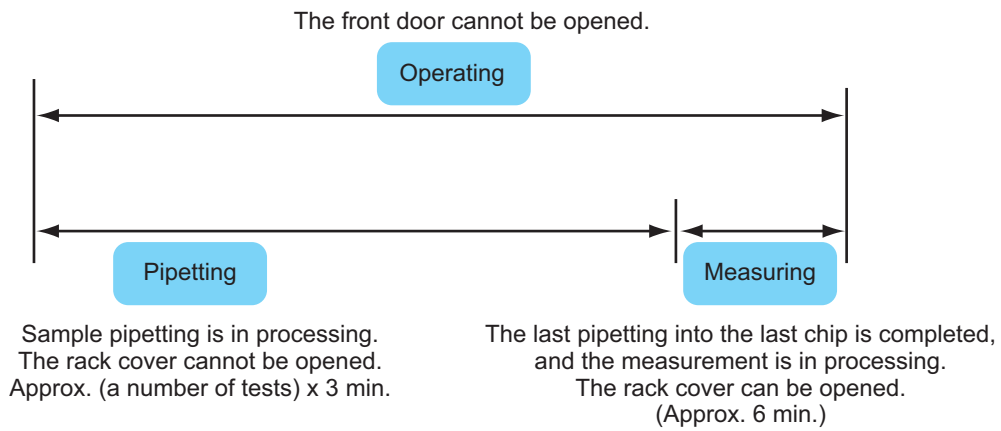 The front door cannot be opened.
Operating
Pipetting
Measuring
Sample pipetting is in processing.
The rack cover cannot be opened.
Approx. (a number of tests) x 3 min.
The last pipetting into the last chip is completed,
and the measurement is in processing.
The rack cover can be opened.
(Approx. 6 min.)